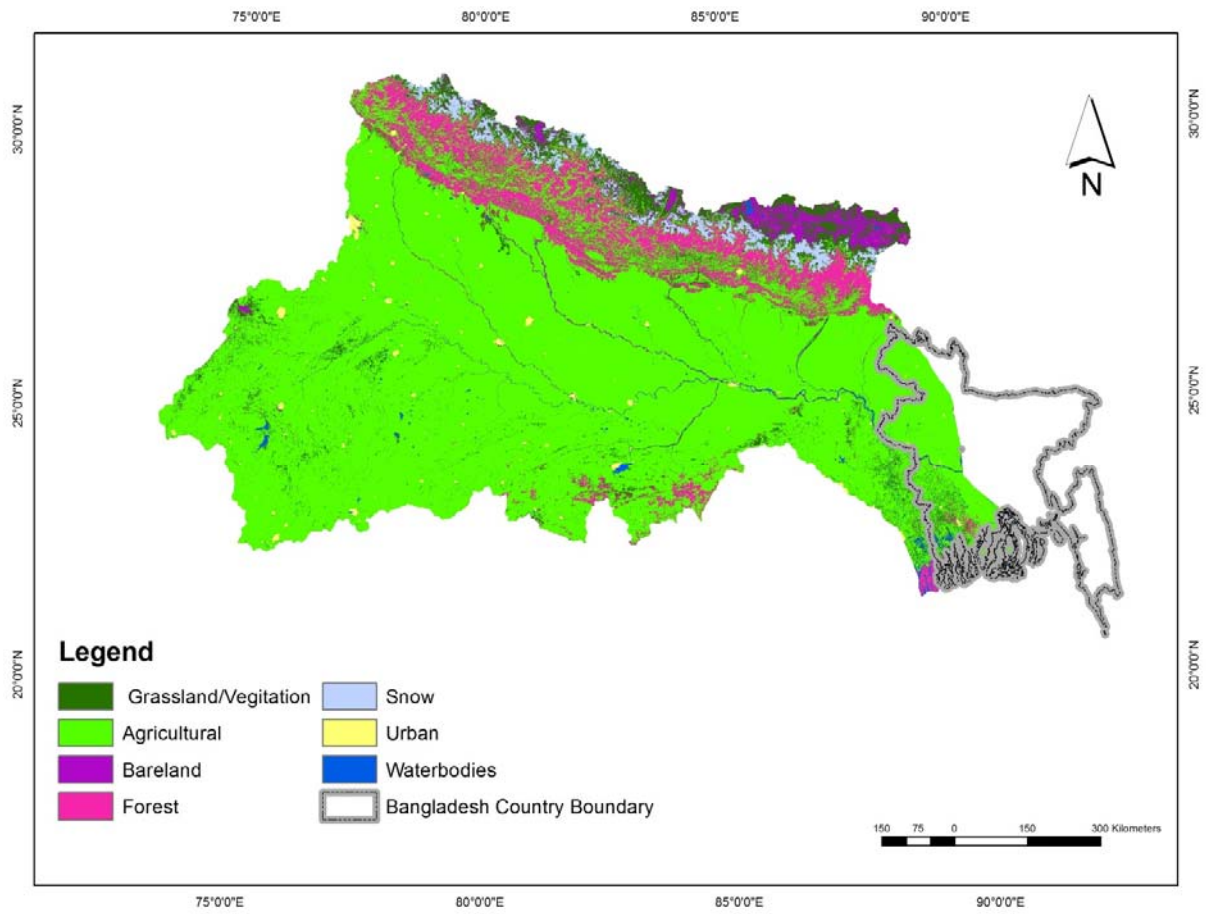 75°0'0"E 80°0'0"E 85°0'0"E 90°0'0"E
30°0'0"N 30°0'0"N
N
25°0'0"N 25°0'0"N
20°0'0"N 20°0'0"N
Legend
Grassland/Vegitation Snow
Agricultural Urban
Bareland Waterbodies
Forest Bangladesh Country Boundary
150 75 0 150 300 Kilometers
75°0'0"E 80°0'0"E 85°0'0"E 90°0'0"E